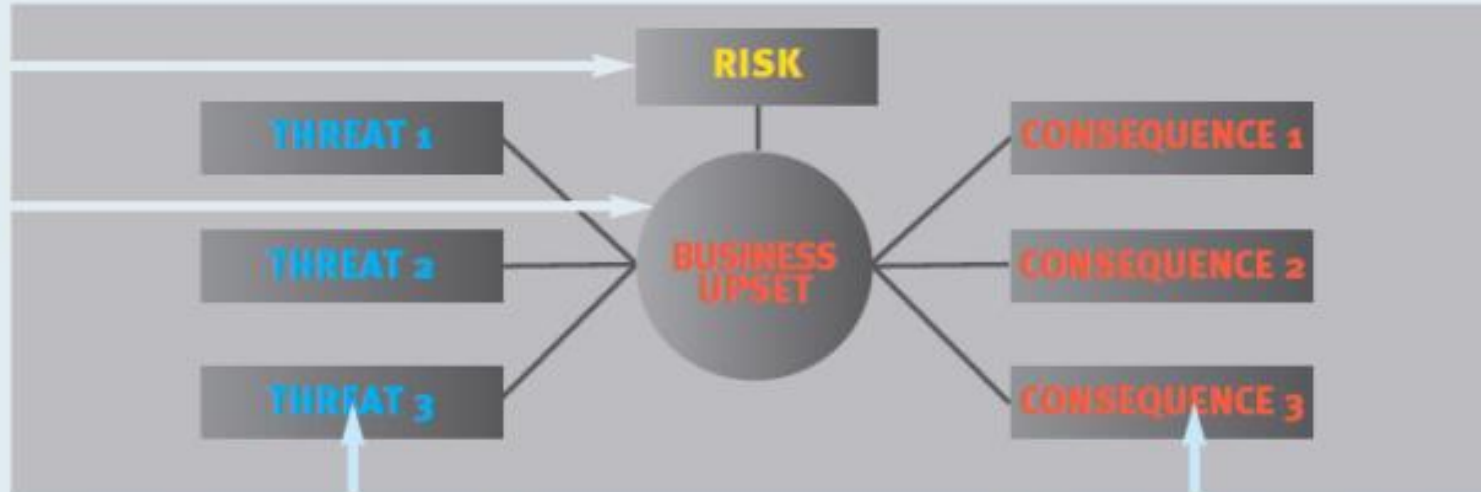 RISK
THREAT 1
CONSEQUENCE 1
THREAT 2
BUSINESS
UPSET
CONSEQUENCE 2
THREAT 3
CONSEQUENCE 3